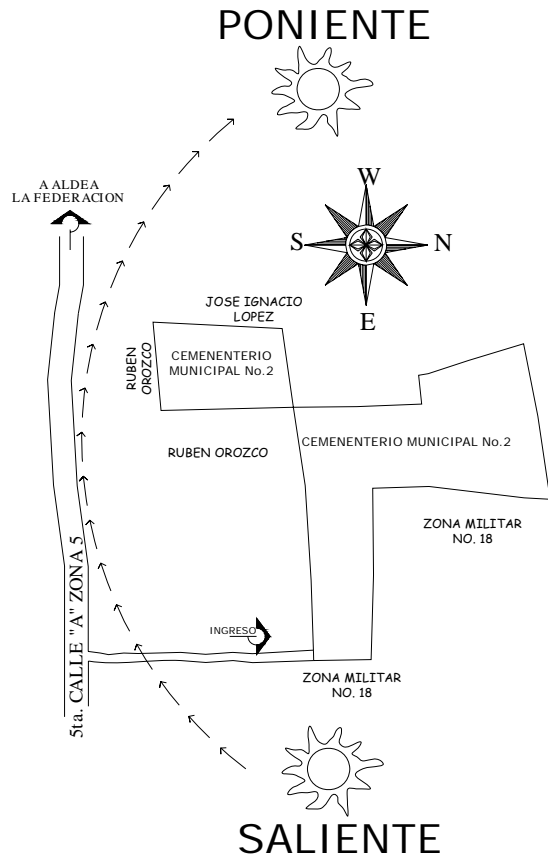 PONIENTE
A ALDEA
LA FEDERACION
W
S
N
E
JOSE IGNACIO
LOPEZ
RUBEN
OROZCO
CEMENENTERIO
MUNICIPAL No.2
RUBEN OROZCO
CEMENENTERIO MUNICIPAL No.2
ZONA MILITAR
NO. 18
5ta. CALLE "A" ZONA 5
INGRESO
ZONA MILITAR
NO. 18
SALIENTE